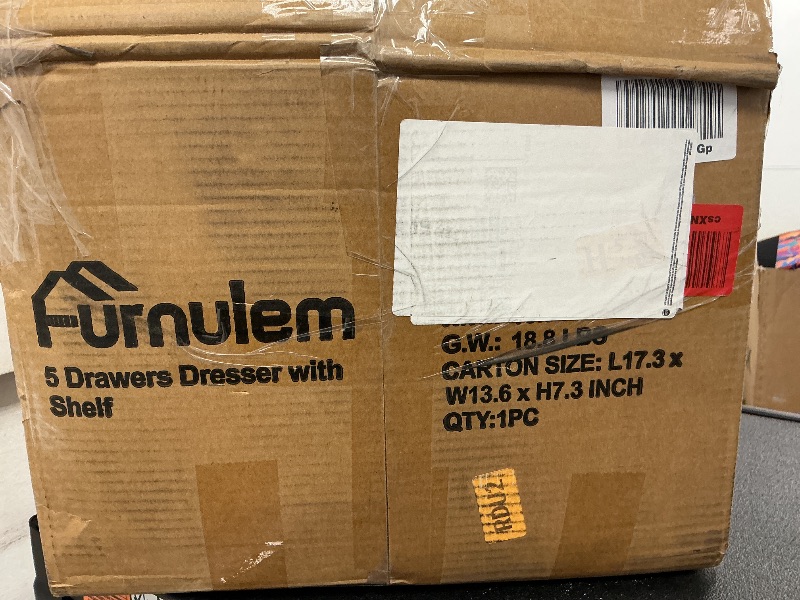 Furnulem
5 Drawers Dresser with
Shelf
Gp
CSXN
G.W.: 18.8 LBS
CARTON SIZE: L17.3 x
W13.6 x H7.3 INCH
QTY:1PC
RDU2